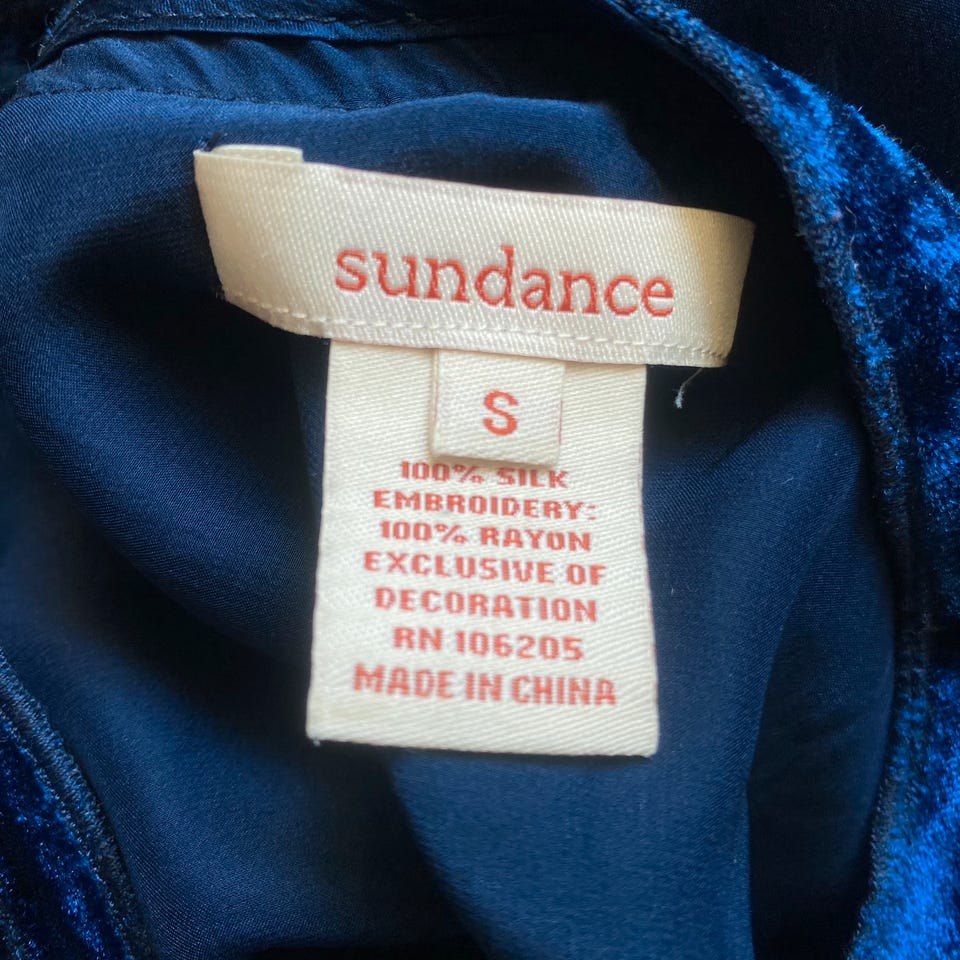 sundance
S
100% SILK
EMBROIDERY:
100% RAYON
EXCLUSIVE OF
DECORATION
RN 106205
MADE IN CHINA